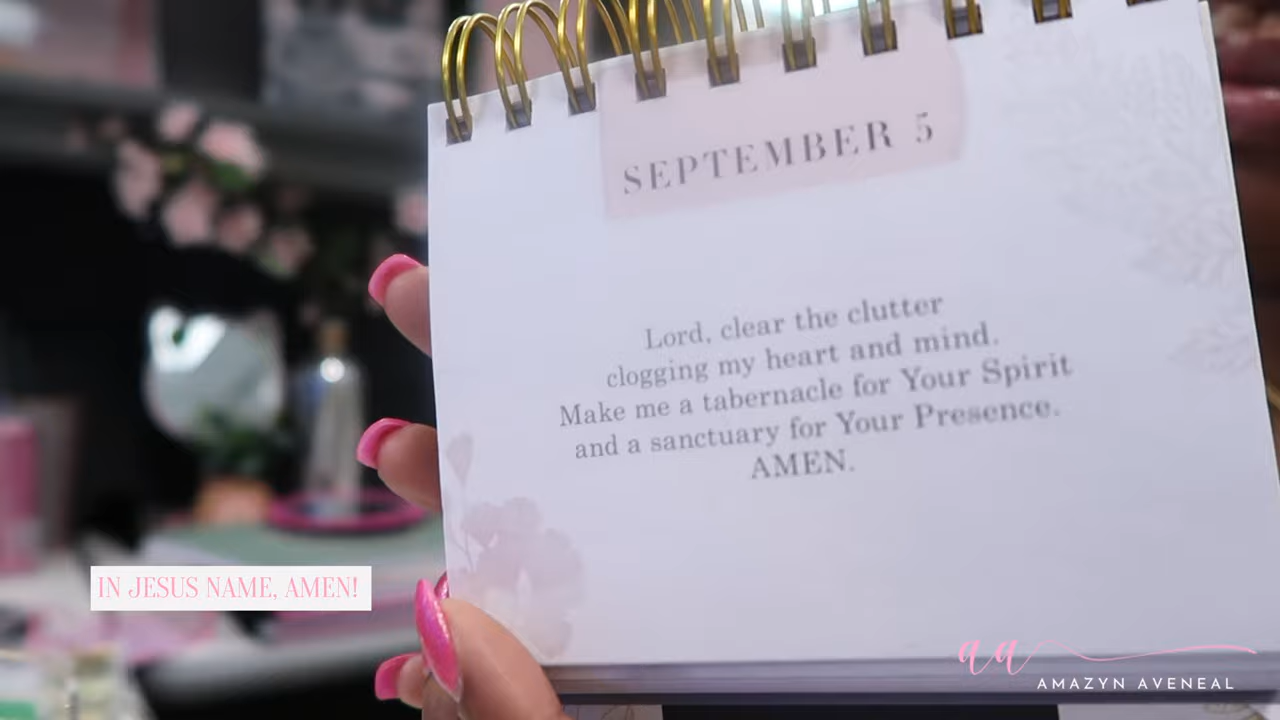 SEPTEMBER 5
Lord, clear the clutter
clogging my heart and mind.
Make me a tabernacle for Your Spirit
and a sanctuary for Your Presence.
AMEN.
IN JESUS NAME, AMEN!
aa
AMAZYN AVENEAL